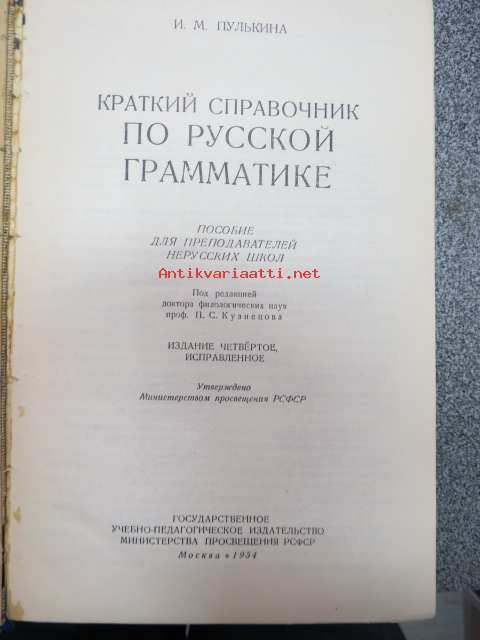 И. М. ПУЛЬКИНА
КРАТКИЙ СПРАВОЧНИК
ПО РУССКОЙ
ГРАММАТИКЕ
ПОСОБИЕ
ДЛЯ ПРЕПОДАВАТЕЛЕЙ
НЕРУССКИХ ШКОЛ
Antikvariaatti.net
Под редакцией
доктора филологических наук
проф. П. С. Кузнецова
ИЗДАНИЕ ЧЕТВЁРТОЕ,
ИСПРАВЛЕННОЕ
Утверждено
Министерством просвещения РСФСР
ГОСУДАРСТВЕННОЕ
УЧЕБНО-ПЕДАГОГИЧЕСКОЕ ИЗДАТЕЛЬСТВО
МИНИСТЕРСТВА ПРОСВЕЩЕНИЯ РСФСР
Москва • 1954